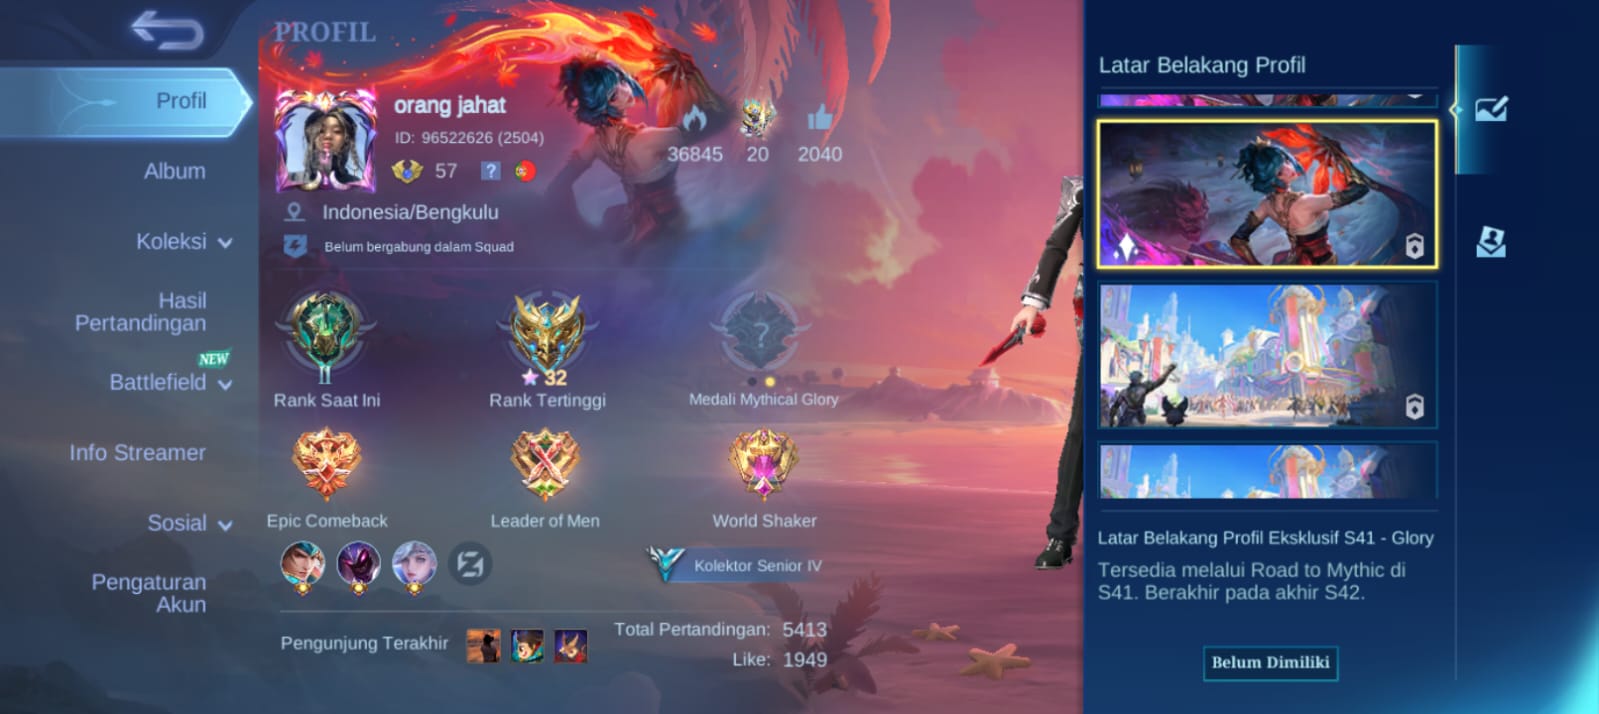 PROFIL
Profil
Album
Koleksi
Hasil
Pertandingan
NEW
Battlefield
Info Streamer
Sosial
Pengaturan
Akun
orang jahat
ID: 96522626 (2504)
57
?
36845
20
2040
Indonesia/Bengkulu
Belum bergabung dalam Squad
II
Rank Saat Ini
32
Rank Tertinggi
?
Medali Mythical Glory
Epic Comeback
Leader of Men
World Shaker
Kolektor Senior IV
Pengunjung Terakhir
Total Pertandingan: 5413
Like: 1949
Latar Belakang Profil
Latar Belakang Profil Eksklusif S41 - Glory
Tersedia melalui Road to Mythic di
S41. Berakhir pada akhir S42.
Belum Dimiliki